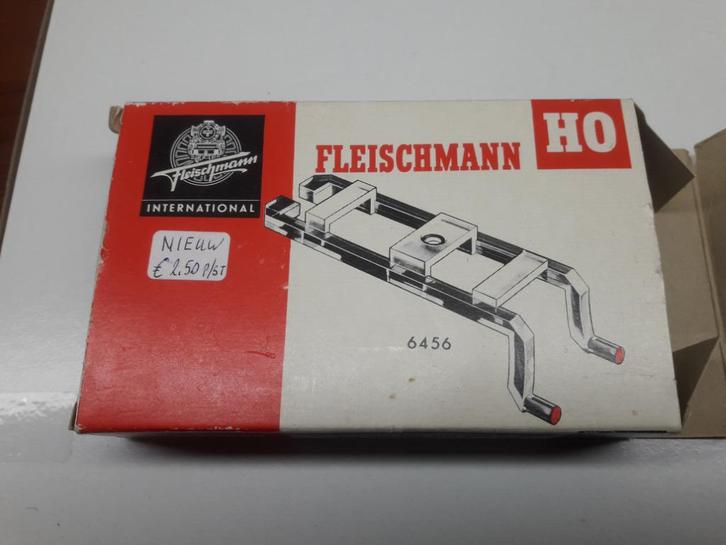 Fleischmann
INTERNATIONAL
FLEISCHMANN
HO
NIEUW
€ 2.50 P/ST
6456